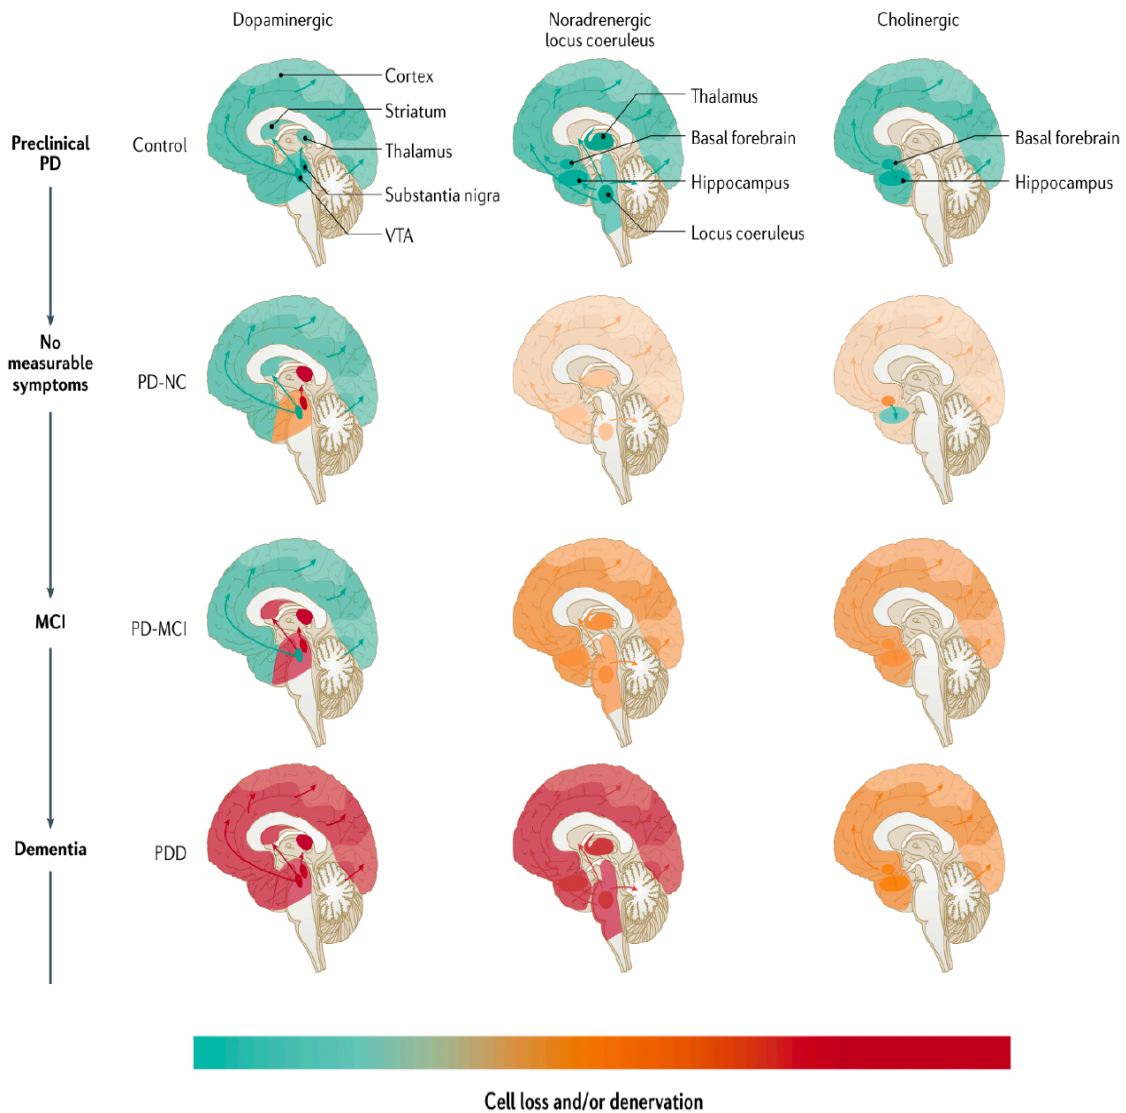 Dopaminergic
Noradrenergic
locus coeruleus
Cholinergic
Preclinical
PD
Control
Cortex
Striatum
Thalamus
Substantia nigra
VTA
Thalamus
Basal forebrain
Hippocampus
Locus coeruleus
Basal forebrain
Hippocampus
No
measurable
symptoms
PD-NC
MCI
PD-MCI
Dementia
PDD
Cell loss and/or denervation